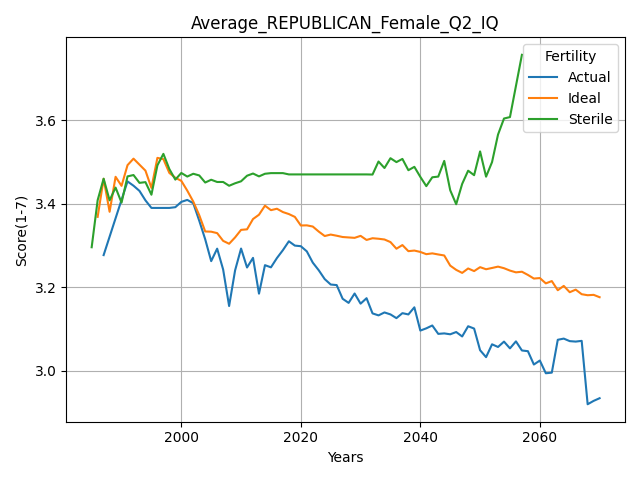 Average_REPUBLICAN_Female_Q2_IQ
Fertility
Actual
Ideal
Sterile
Score(1-7)
3.6
3.4
3.2
3.0
2000
2020
2040
2060
Years